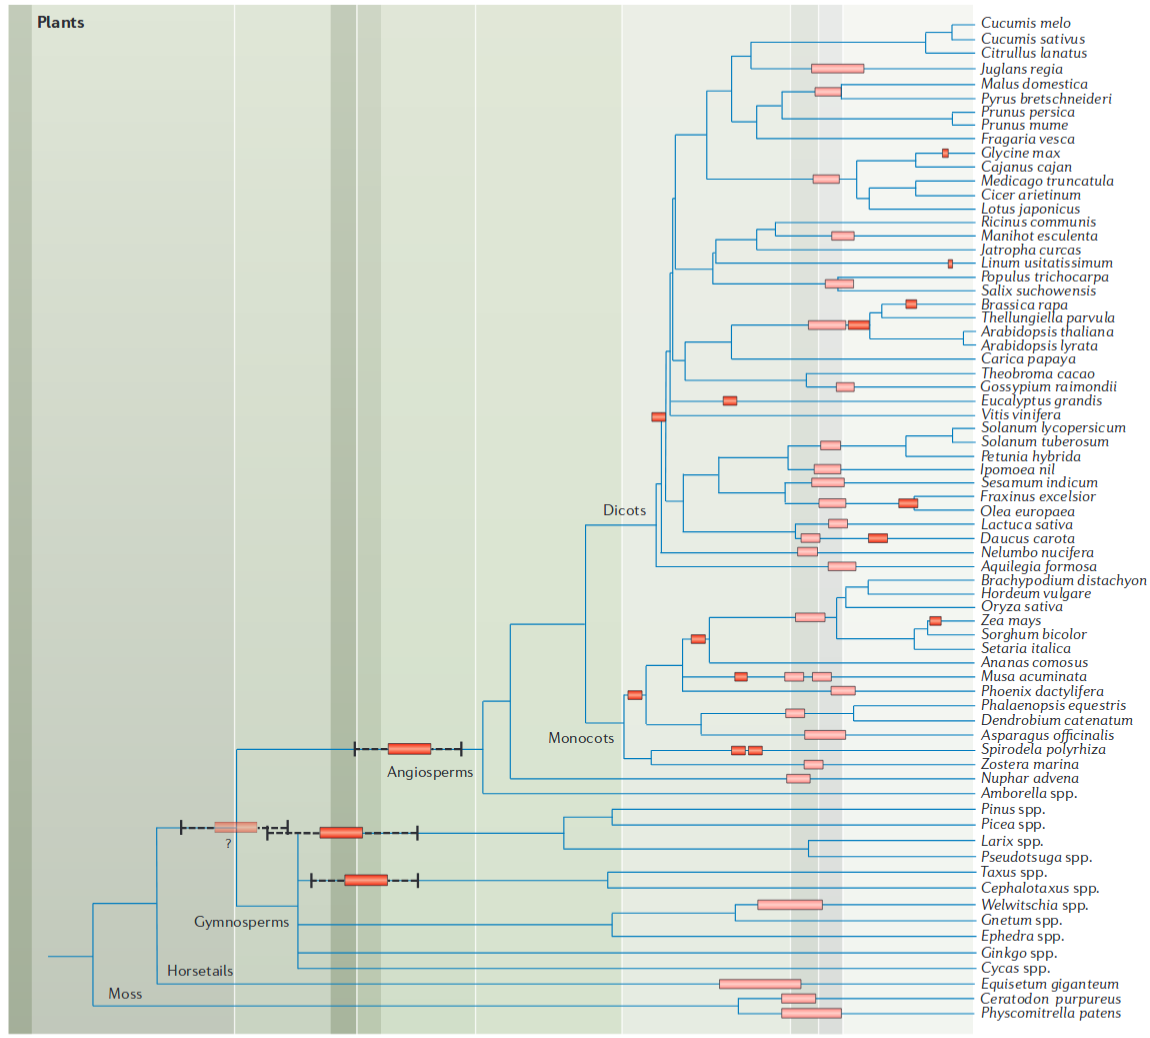 Plants
Cucumis melo
Cucumis sativus
Citrullus lanatus
Juglans regia
Malus domestica
Pyrus bretschneideri
Prunus persica
Prunus mume
Fragaria vesca
Glycine max
Cajanus cajan
Medicago truncatula
Cicer arietinum
Lotus japonicus
Ricinus communis
Manihot esculenta
Jatropha curcas
Linum usitatissimum
Populus trichocarpa
Salix suchowensis
Brassica rapa
Thellungiella parvula
Arabidopsis thaliana
Arabidopsis lyrata
Carica papaya
Theobroma cacao
Gossypium raimondii
Eucalyptus grandis
Vitis vinifera
Solanum lycopersicum
Solanum tuberosum
Petunia hybrida
Ipomoea nil
Sesamum indicum
Fraxinus excelsior
Olea europaea
Dicots
Lactuca sativa
Daucus carota
Nelumbo nucifera
Aquilegia formosa
Brachypodium distachyon
Hordeum vulgare
Oryza sativa
Zea mays
Sorghum bicolor
Setaria italica
Ananas comosus
Musa acuminata
Phoenix dactylifera
Phalaenopsis equestris
Dendrobium catenatum
Asparagus officinalis
Monocots
Spirodela polyrhiza
Zostera marina
Angiosperms
Nuphar advena
Amborella spp.
Pinus spp.
Picea spp.
?
Larix spp.
Pseudotsuga spp.
Taxus spp.
Cephalotaxus spp.
Welwitschia spp.
Gnetum spp.
Gymnosperms
Ephedra spp.
Ginkgo spp.
Cycas spp.
Horsetails
Equisetum giganteum
Moss
Ceratodon purpureus
Physcomitrella patens